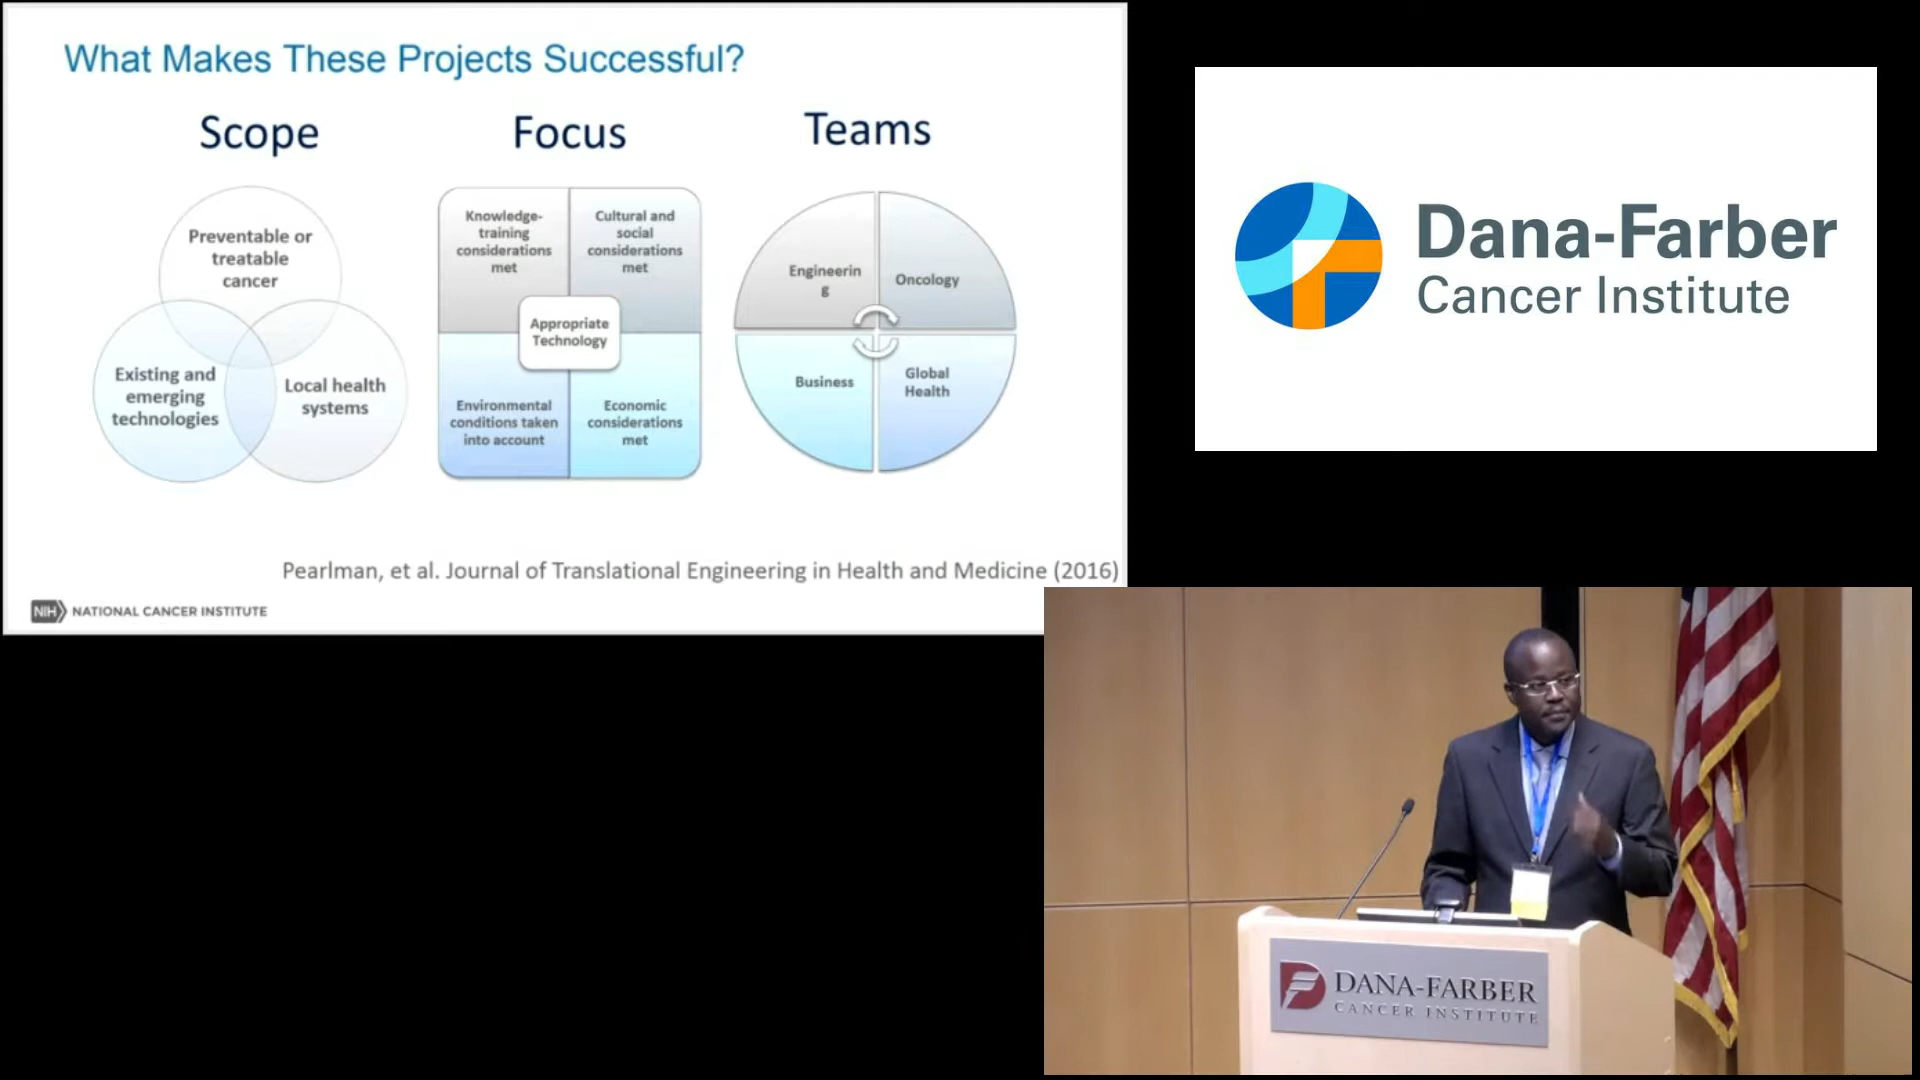 What Makes These Projects Successful?
Scope
Focus
Teams
Preventable or
treatable
cancer
Existing and
emerging
technologies
Local health
systems
Knowledge-
training
considerations
met
Cultural and
social
considerations
met
Appropriate
Technology
Environmental
conditions taken
into account
Economic
considerations
met
Engineerin
g
Oncology
Business
Global
Health
Pearlman, et al. Journal of Translational Engineering in Health and Medicine (2016)
NIH NATIONAL CANCER INSTITUTE
Dana-Farber
Cancer Institute
DANA-FARBER
CANCER INSTITUTE